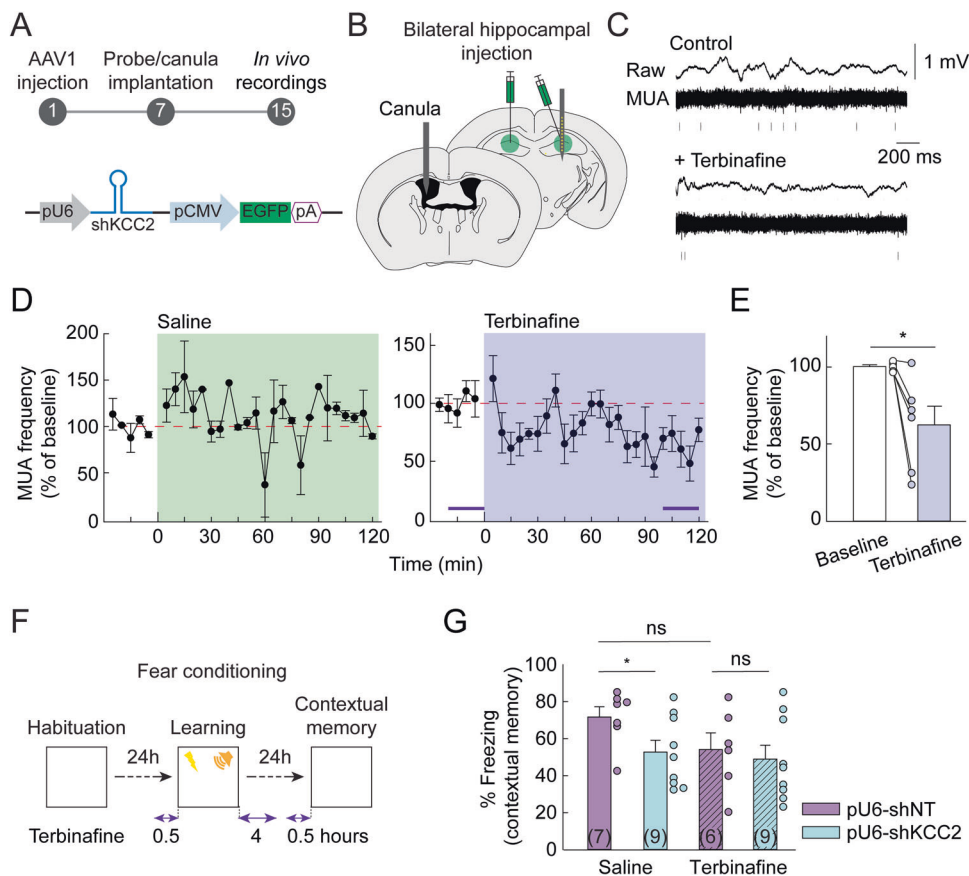 A
AAV1
injection
Probe/canula
implantation
In vivo
recordings
1
7
15
pU6
shKCC2
pCMV
EGFP
pA
B
Bilateral hippocampal
injection
Canula
C
Control
Raw
MUA
1 mV
200 ms
+ Terbinafine
D
Saline
MUA frequency
(% of baseline)
200
150
100
50
0
0
30
60
90
120
Terbinafine
150
100
50
0
0
30
60
90
120
Time (min)
E
*
MUA frequency
(% of baseline)
100
50
0
Baseline
Terbinafine
F
Fear conditioning
Habituation
Learning
Contextual
memory
24h
24h
Terbinafine
0.5
4
0.5 hours
G
ns
*
ns
% Freezing
(contextual memory)
100
80
60
40
20
0
(7)
(9)
(6)
(9)
Saline
Terbinafine
pU6-shNT
pU6-shKCC2